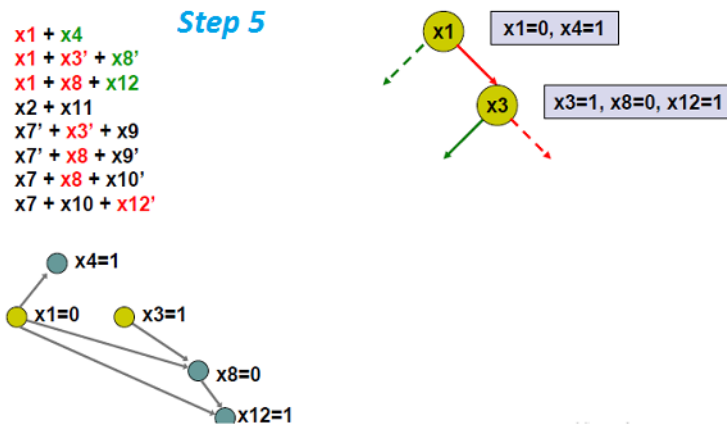 Step 5
x1 + x4
x1 + x3’ + x8’
x1 + x8 + x12
x2 + x11
x7’ + x3’ + x9
x7’ + x8 + x9’
x7 + x8 + x10’
x7 + x10 + x12’
x1
x1=0, x4=1
x3
x3=1, x8=0, x12=1
x4=1
x1=0
x3=1
x8=0
x12=1